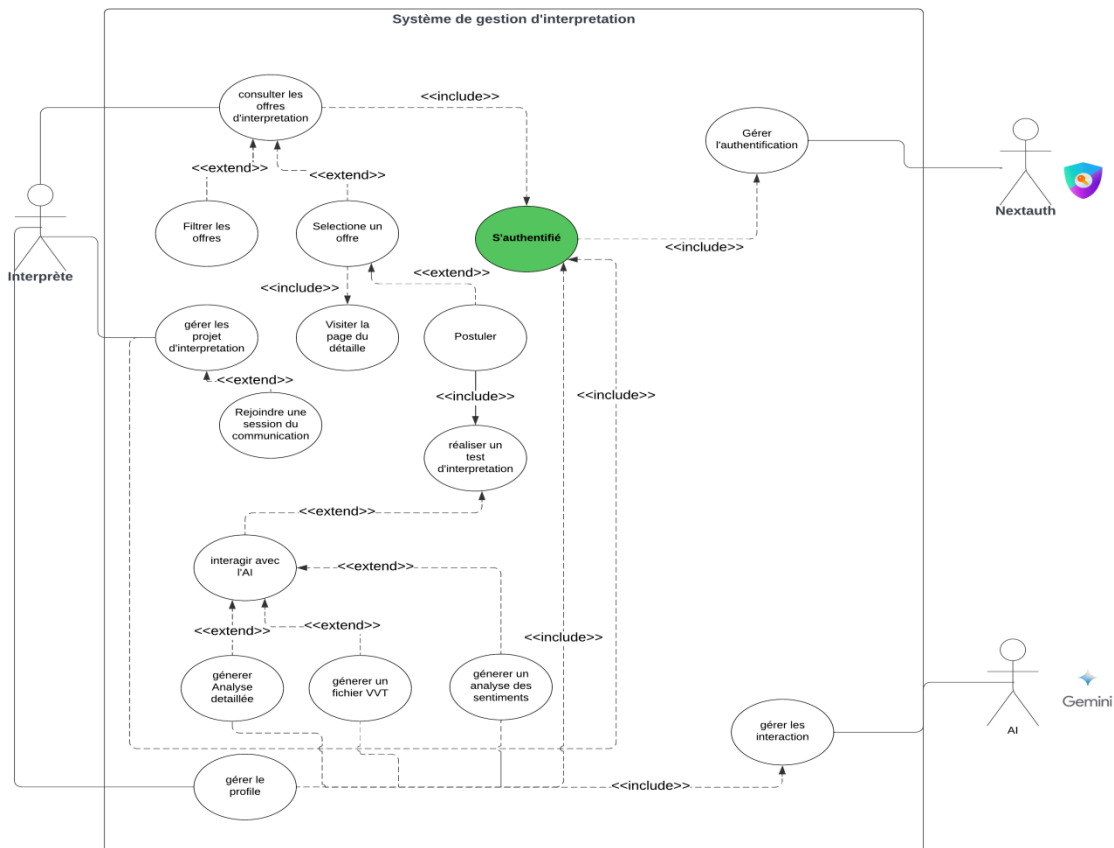 Système de gestion d'interpretation
consulter les
offres
d'interpretation
<<include>>
Gérer
l'authentification
<<extend>>
<<extend>>
Nextauth
Filtrer les
offres
Selectione un
offre
S'authentifié
<<include>>
Interprète
<<include>>
<<extend>>
gérer les
projet
d'interpretation
Visiter la
page du
détaille
Postuler
<<extend>>
<<include>>
<<include>>
Rejoindre une
session du
communication
réaliser un
test
d'interpretation
<<extend>>
interagir avec
l'AI
<<extend>>
<<extend>>
<<extend>>
<<include>>
génerer
Analyse
detaillée
génerer un
fichier VVT
génerer un
analyse des
sentiments
gérer les
interaction
AI
Gemini
gérer le
profile
<<include>>